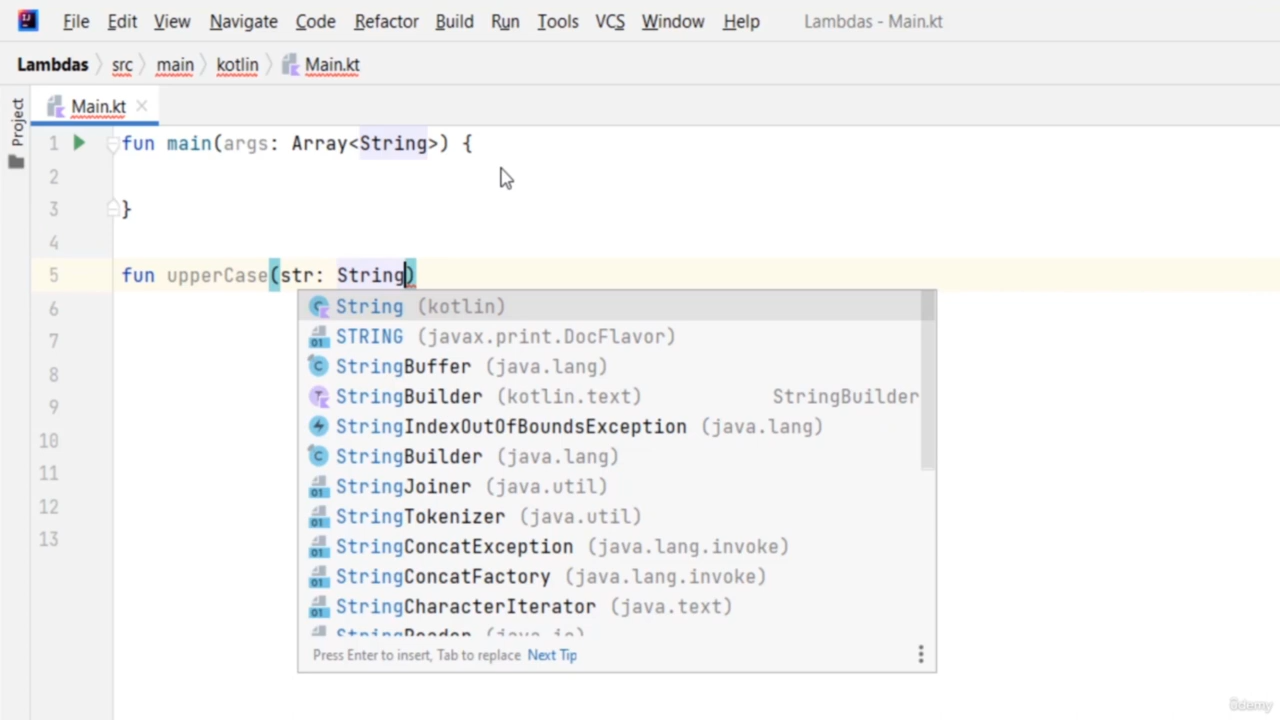 File Edit View Navigate Code Refactor Build Run Tools VCS Window Help Lambdas - Main.kt
Lambdas src main kotlin Main.kt
Project
Main.kt
1 fun main(args: Array<String>) {
2
3 }
4
5 fun upperCase(str: String)
6
7
8
9
10
11
12
13
String (kotlin)
STRING (javax.print.DocFlavor)
StringBuffer (java.lang)
StringBuilder (kotlin.text) StringBuilder
StringIndexOutOfBoundsException (java.lang)
StringBuilder (java.lang)
StringJoiner (java.util)
StringTokenizer (java.util)
StringConcatException (java.lang.invoke)
StringConcatFactory (java.lang.invoke)
StringCharacterIterator (java.text)
StringReader (java.io)
Press Enter to insert, Tab to replace Next Tip
ûdemy